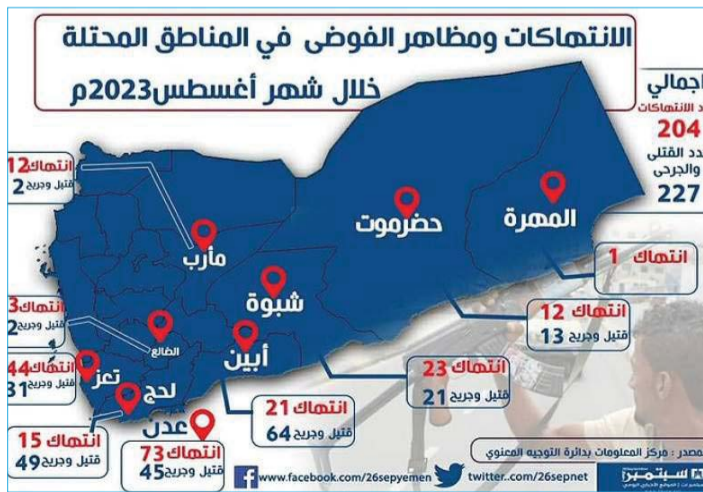 الانتهاكات ومظاهر الفوضى في المناطق المحتلة
خلال شهر أغسطس2023م
اجمالي
الانتهاكات
204
عدد القتلى
والجرحى
227
12 انتهاك
2 قتيل وجريح
مأرب
حضرموت
المهرة
1 انتهاك
شبوة
12 انتهاك
13 قتيل وجريح
3 انتهاك
2 قتيل وجريح
الضالع
أبين
23 انتهاك
21 قتيل وجريح
44 انتهاك
31 قتيل وجريح
تعز
لحج
21 انتهاك
64 قتيل وجريح
عدن
15 انتهاك
49 قتيل وجريح
73 انتهاك
45 قتيل وجريح
المصدر : مركز المعلومات بدائرة التوجيه المعنوي
www.facebook.com/26sepyemen
twitter..com/26sepnet
٢٦ سبتمبر